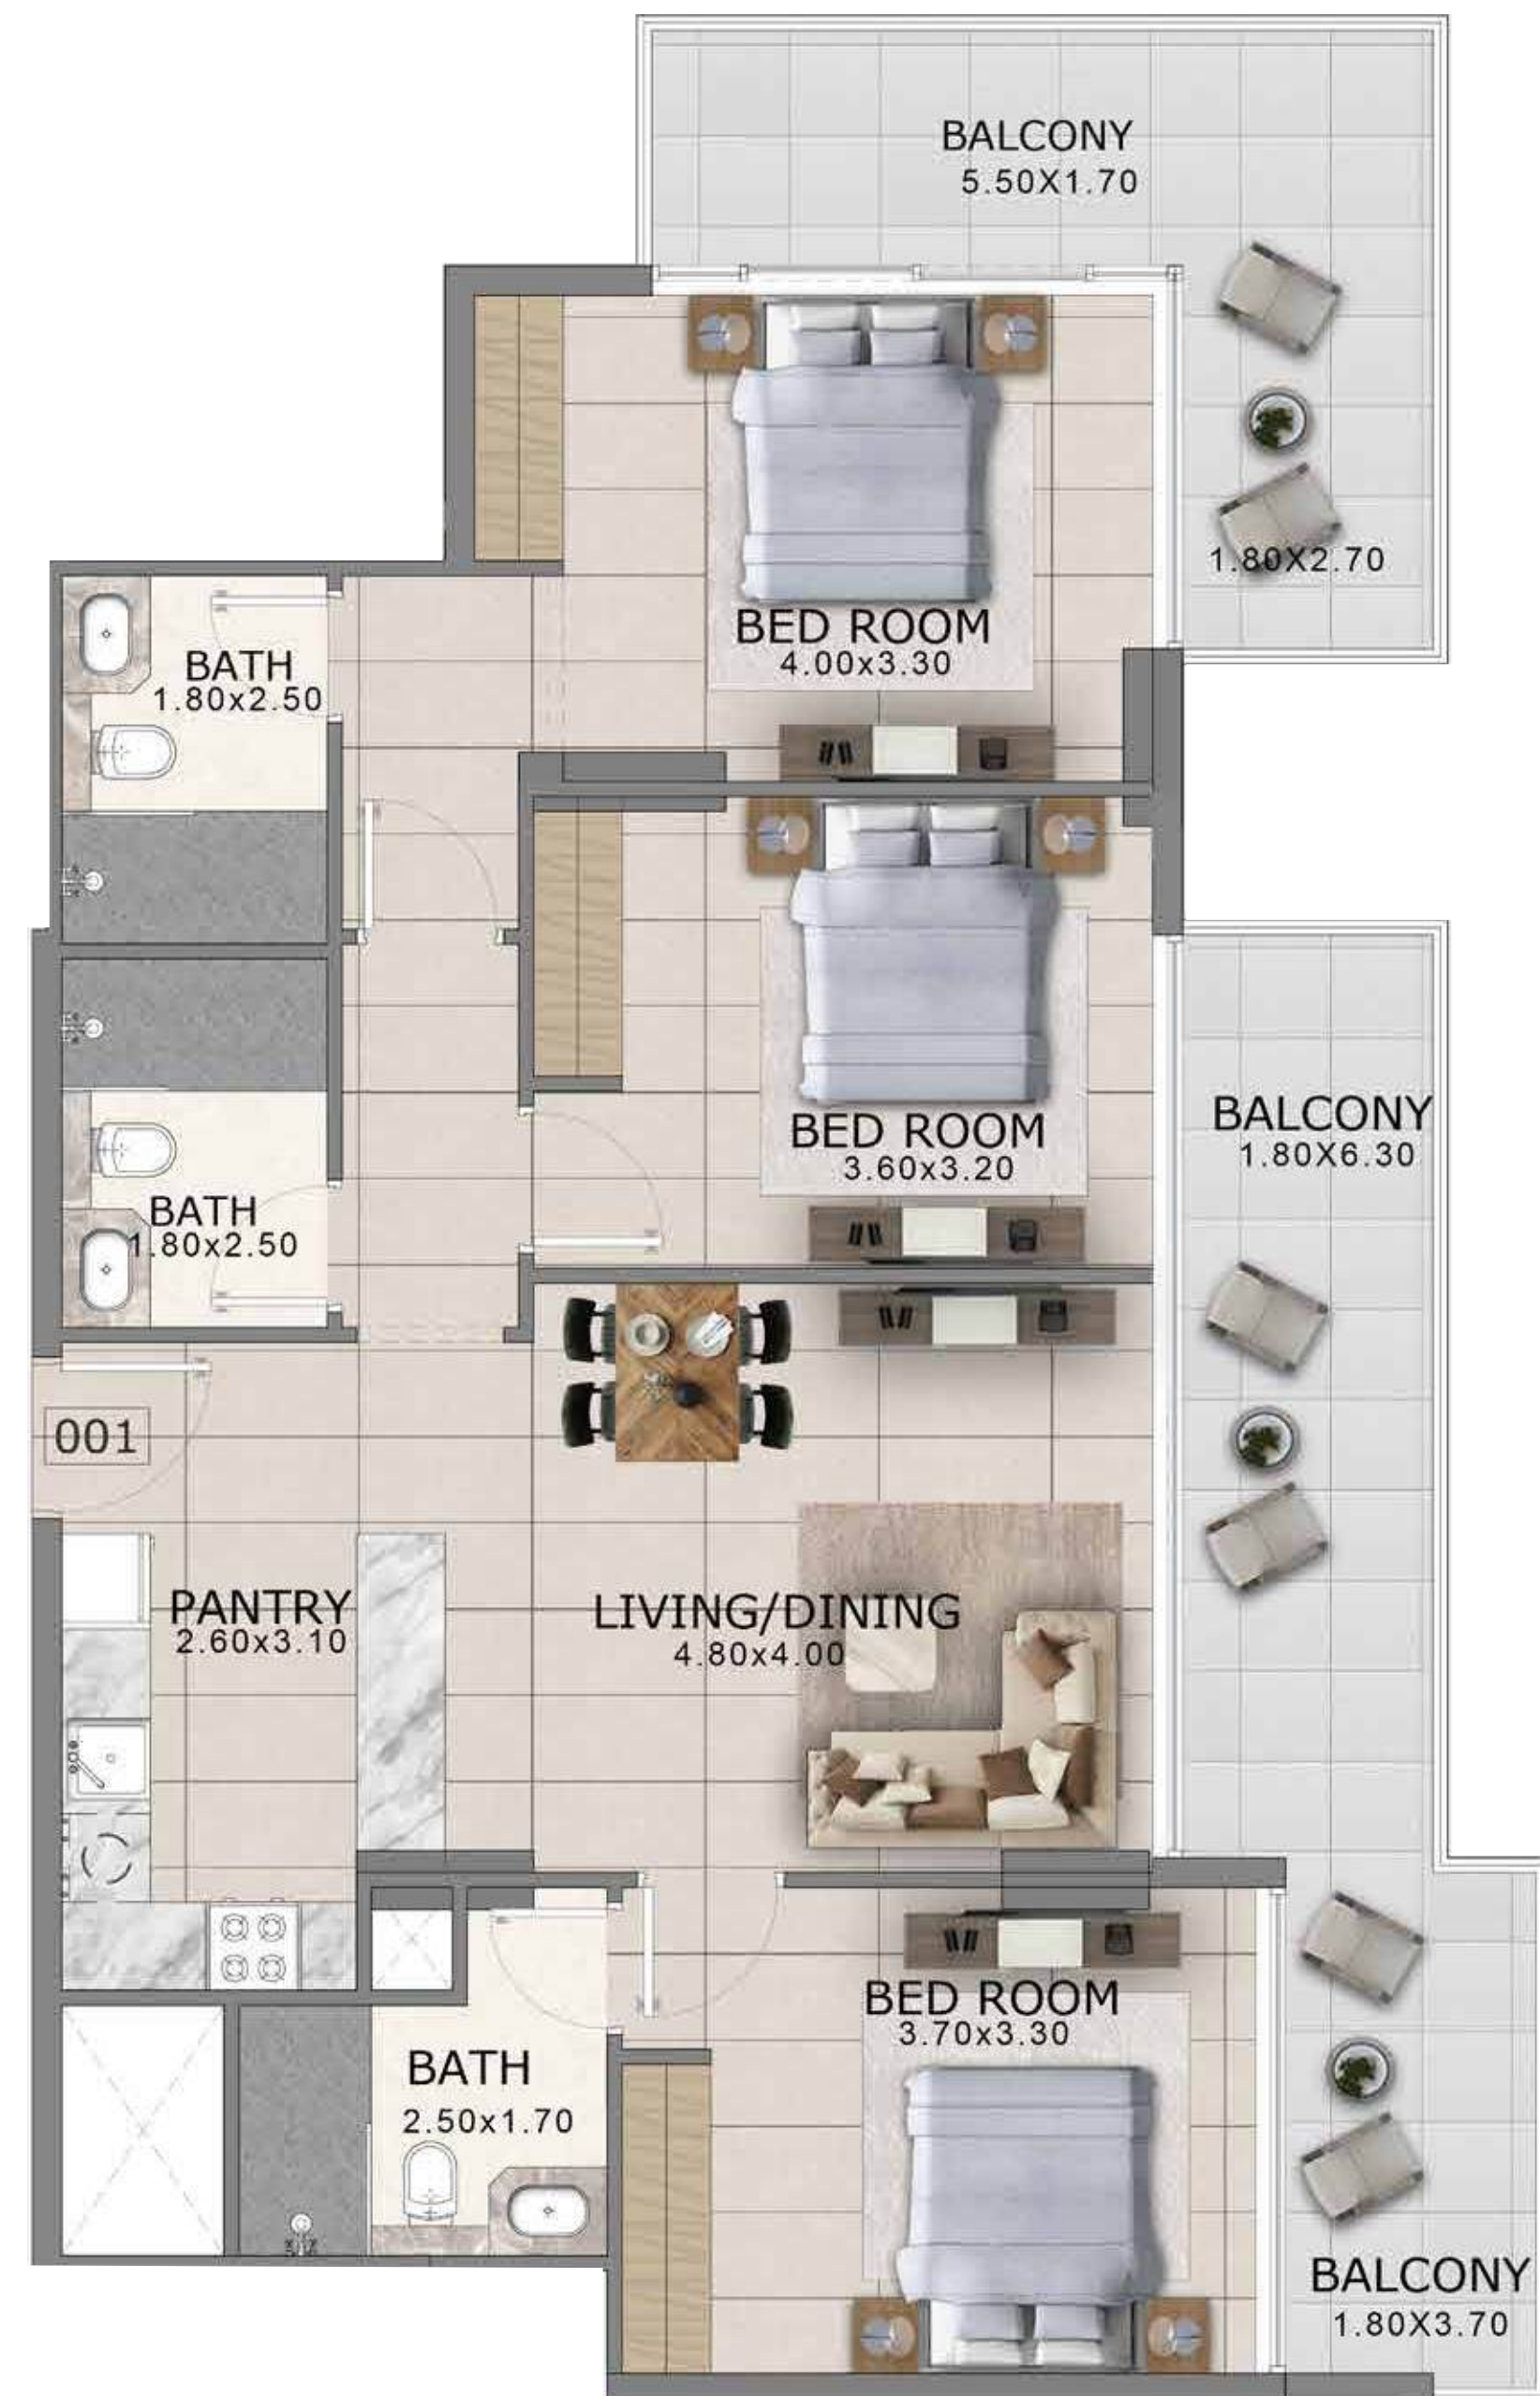 BALCONY
5.50X1.70
1.80X2.70
BED ROOM
4.00x3.30
BATH
1.80x2.50
BALCONY
1.80X6.30
BED ROOM
3.60x3.20
BATH
1.80x2.50
001
PANTRY
2.60x3.10
LIVING/DINING
4.80x4.00
BED ROOM
3.70x3.30
BATH
2.50x1.70
BALCONY
1.80X3.70